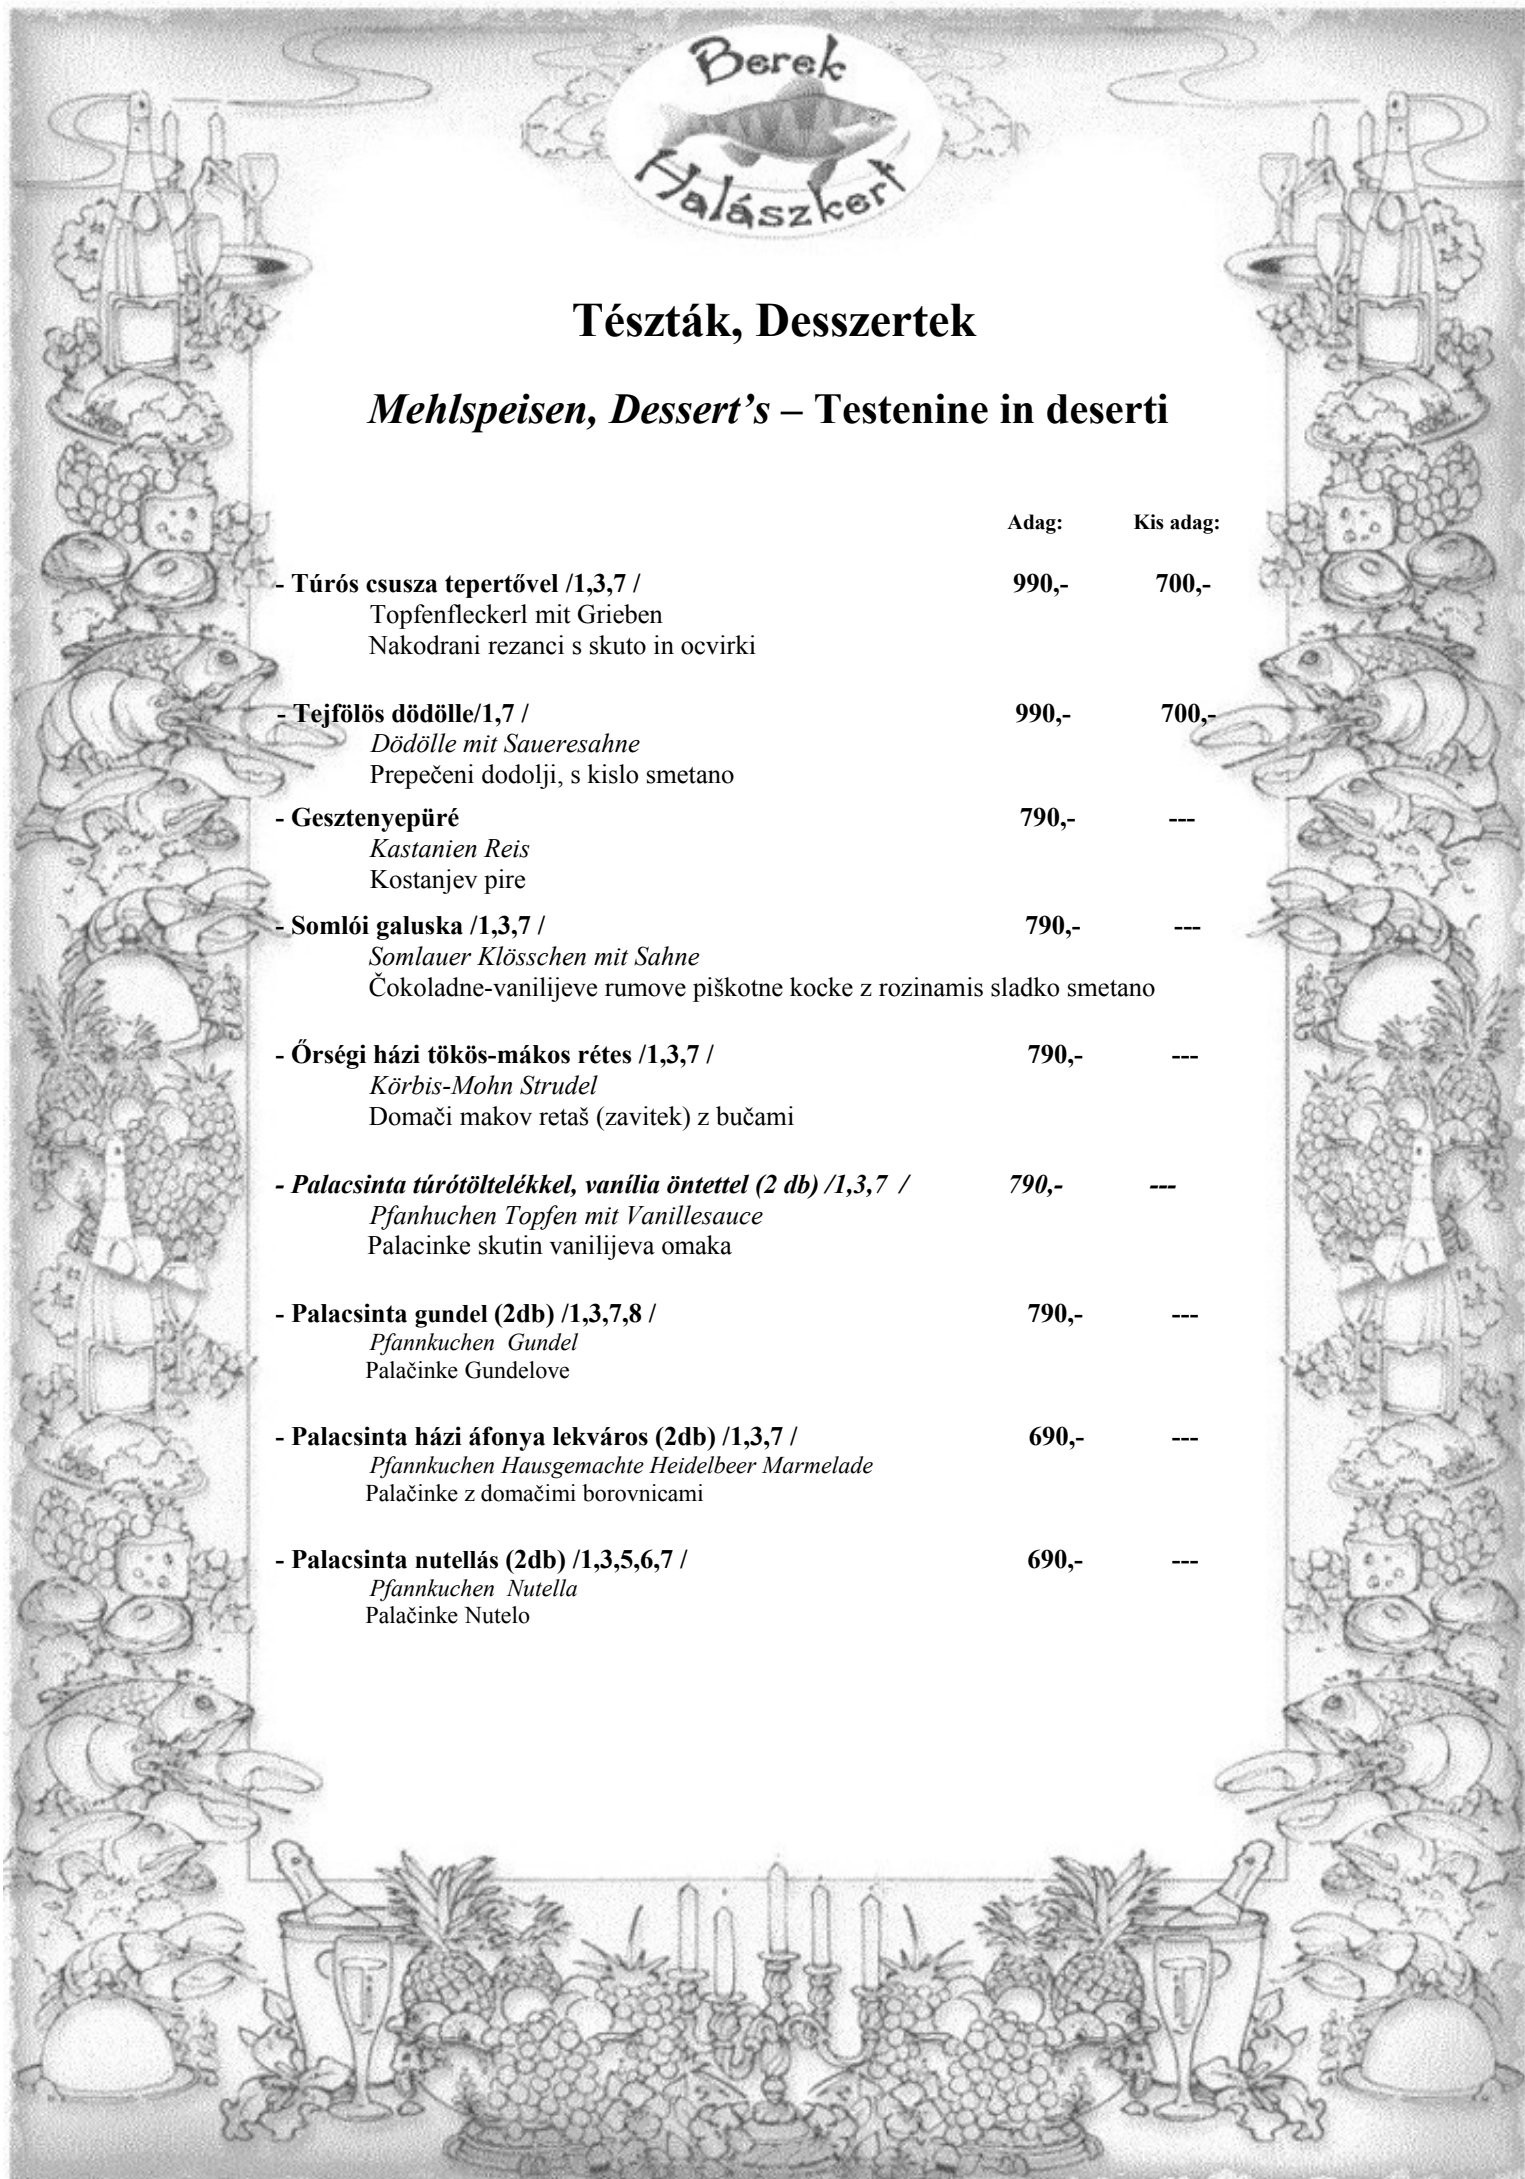 Berek
Halászkert
Tészták, Desszertek
Mehlspeisen, Dessert’s – Testenine in deserti
Adag: Kis adag:
- Túrós csusza tepertővel /1,3,7 / 990,- 700,-
Topfenfleckerl mit Grieben
Nakodrani rezanci s skuto in ocvirki
- Tejfölös dödölle/1,7 / 990,- 700,-
Dödölle mit Saueresahne
Prepečeni dodolji, s kislo smetano
- Gesztenyepüré 790,- ---
Kastanien Reis
Kostanjev pire
- Somlói galuska /1,3,7 / 790,- ---
Somlauer Klösschen mit Sahne
Čokoladne-vanilijeve rumove piškotne kocke z rozinamis sladko smetano
- Őrségi házi tökös-mákos rétes /1,3,7 / 790,- ---
Körbis-Mohn Strudel
Domači makov retaš (zavitek) z bučami
- Palacsinta túrótöltelékkel, vanília öntettel (2 db) /1,3,7 / 790,- ---
Pfanhuchen Topfen mit Vanillesauce
Palacinke skutin vanilijeva omaka
- Palacsinta gundel (2db) /1,3,7,8 / 790,- ---
Pfannkuchen Gundel
Palačinke Gundelove
- Palacsinta házi áfonya lekváros (2db) /1,3,7 / 690,- ---
Pfannkuchen Hausgemachte Heidelbeer Marmelade
Palačinke z domačimi borovnicami
- Palacsinta nutellás (2db) /1,3,5,6,7 / 690,- ---
Pfannkuchen Nutella
Palačinke Nutelo